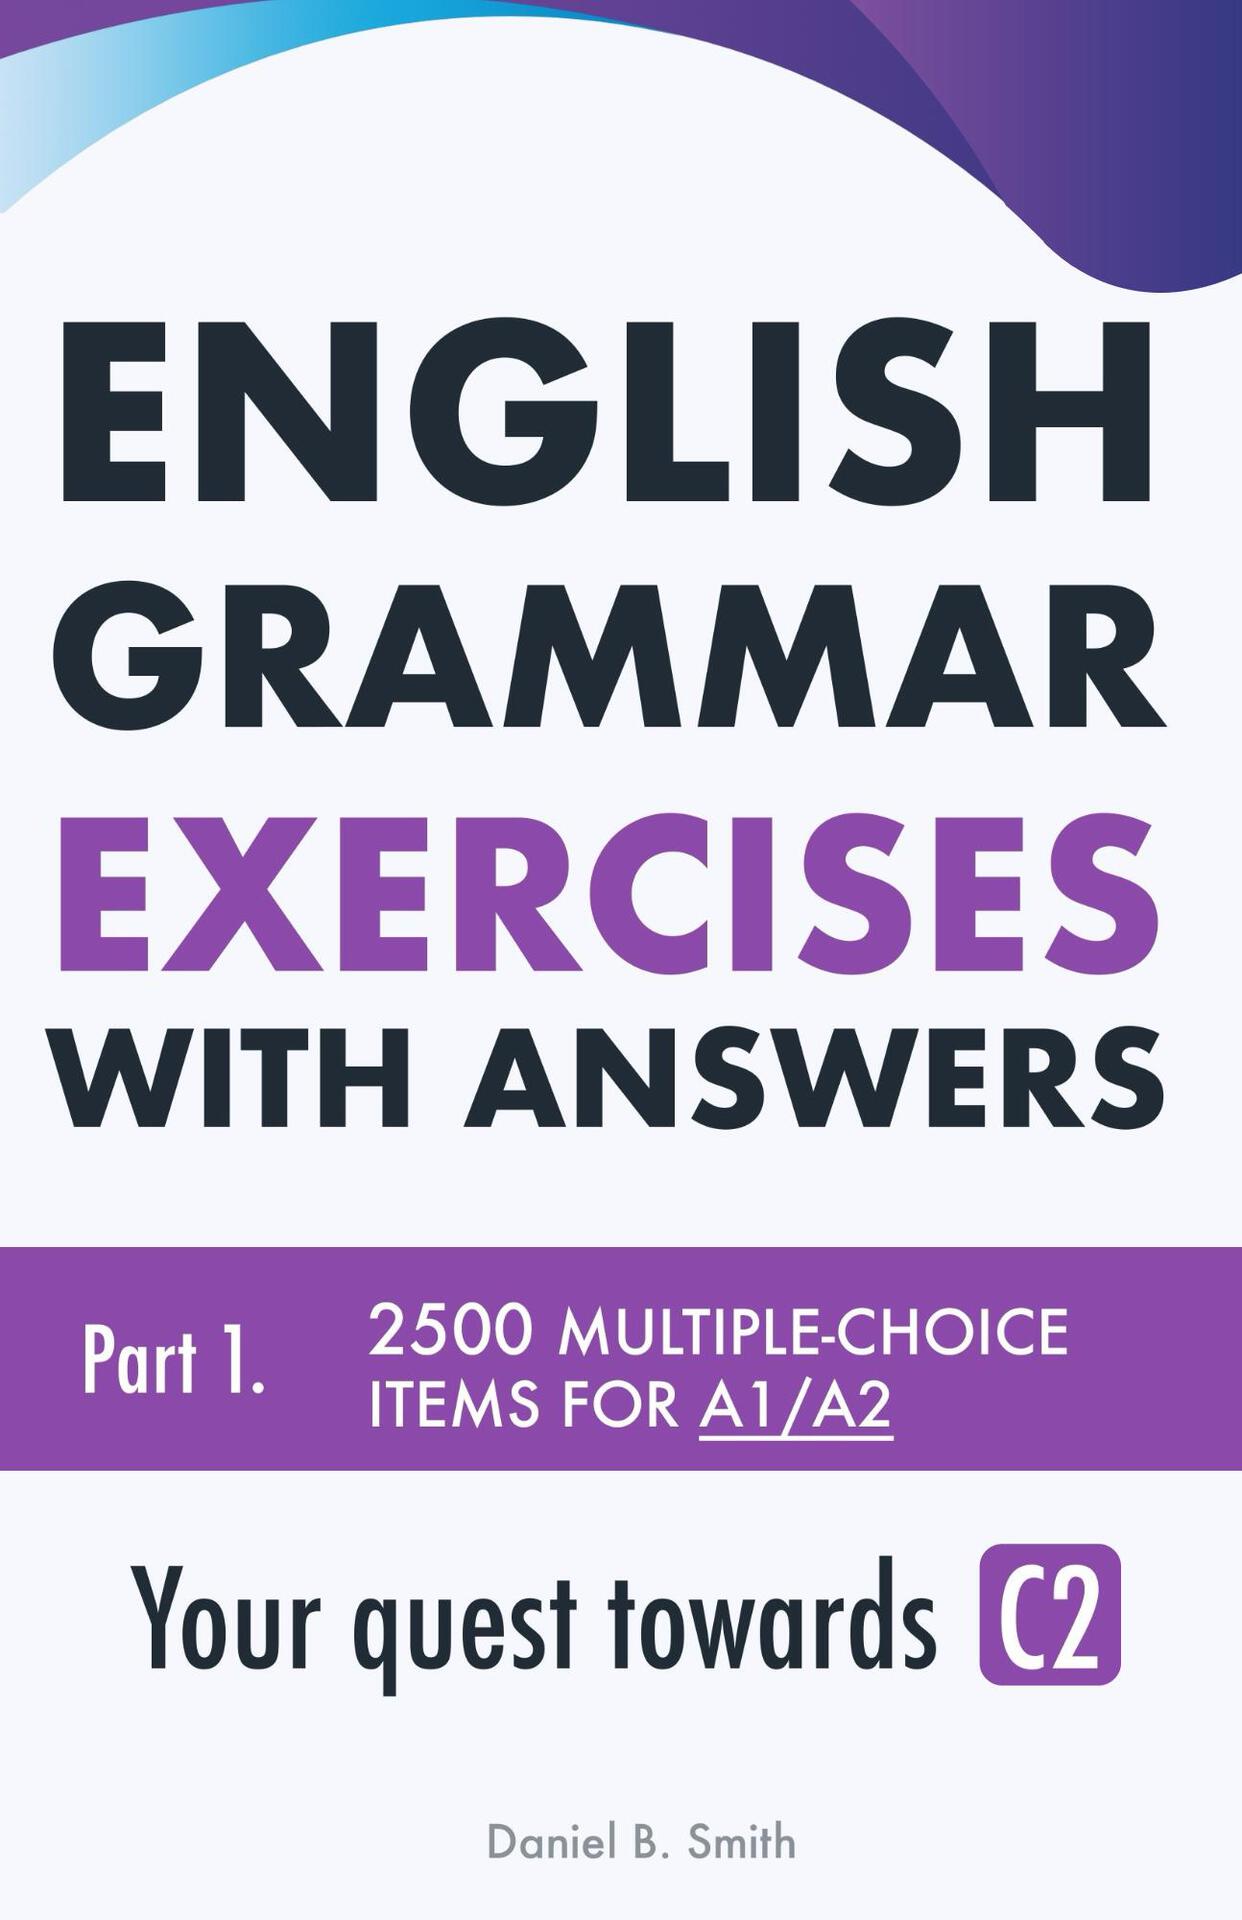 ENGLISH
GRAMMAR
EXERCISES
WITH ANSWERS
Part 1.
2500 MULTIPLE-CHOICE
ITEMS FOR A1/A2
Your quest towards C2
Daniel B. Smith